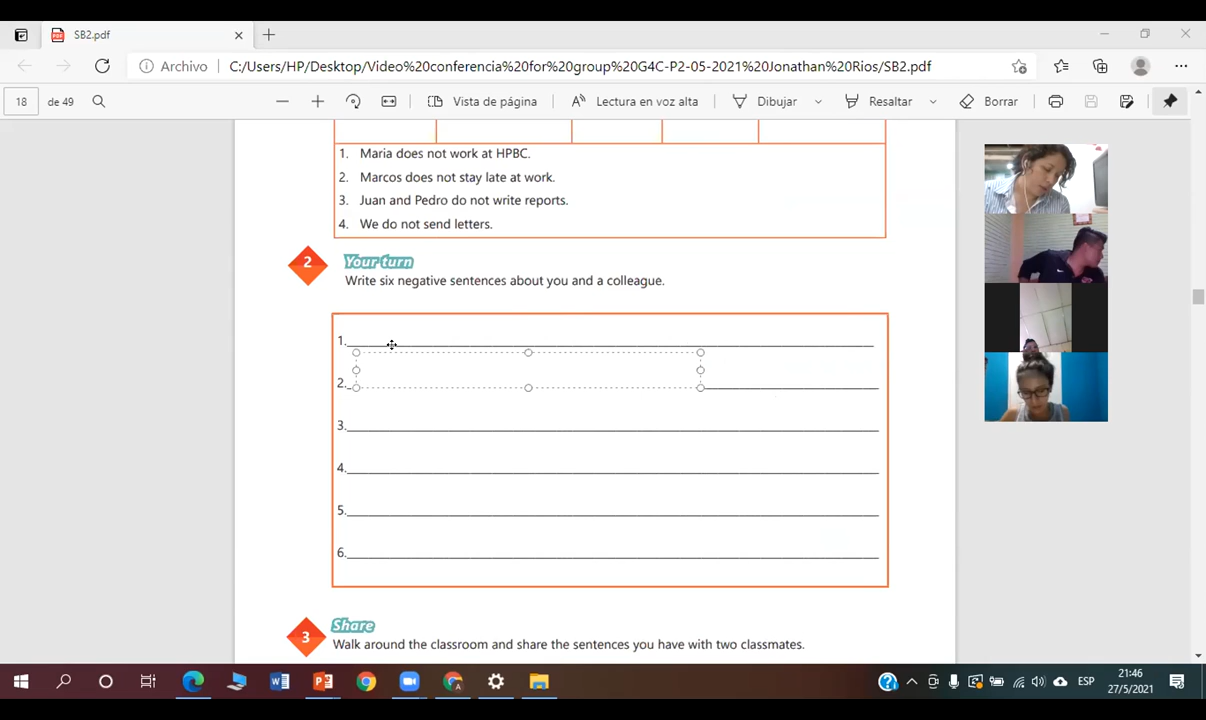 SB2.pdf
Archivo
C:/Users/HP/Desktop/Video%20conferencia%20for%20group%20G4C-P2-05-2021%20Jonathan%20Rios/SB2.pdf
18
de 49
Vista de página
Lectura en voz alta
Dibujar
Resaltar
Borrar
1. Maria does not work at HPBC.
2. Marcos does not stay late at work.
3. Juan and Pedro do not write reports.
4. We do not send letters.
2
Your turn
Write six negative sentences about you and a colleague.
1.
2.
3.
4.
5.
6.
3
Share
Walk around the classroom and share the sentences you have with two classmates.
ESP
21:46
27/5/2021